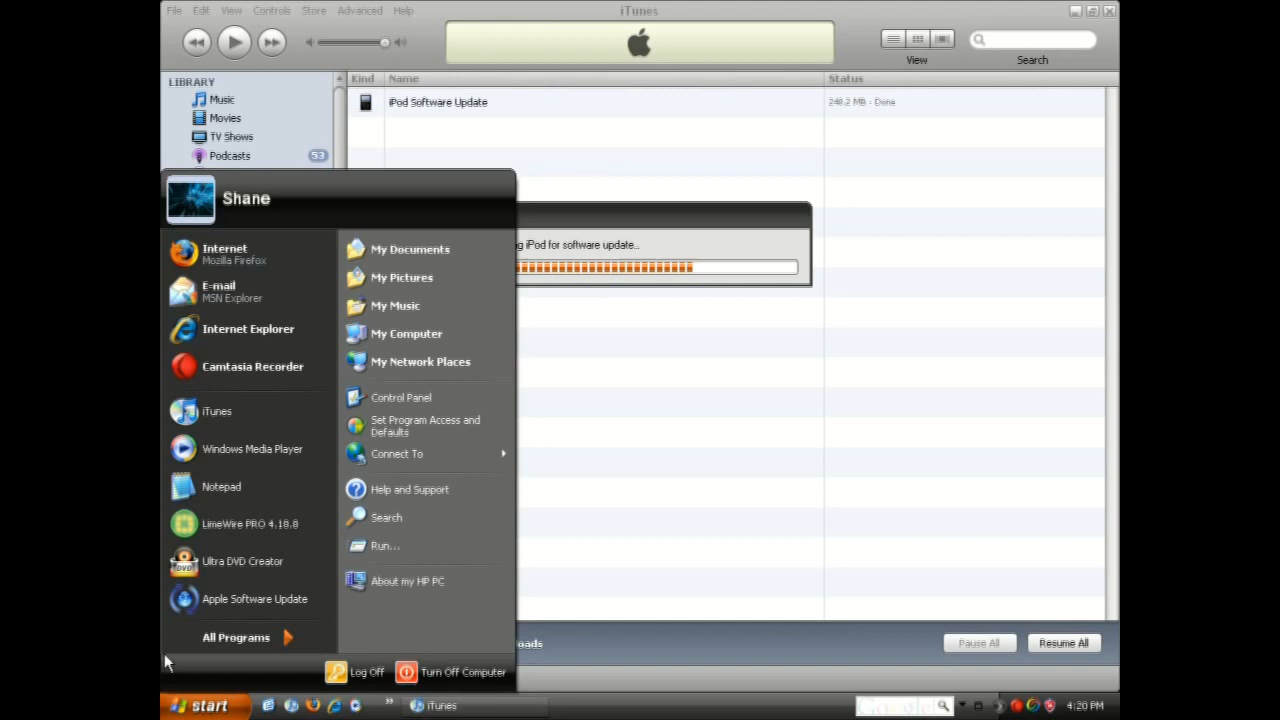 File Edit View Controls Store Advanced Help
iTunes
View
Search
LIBRARY
Kind
Name
Status
Music
iPod Software Update
248.2 MB - Done
Movies
TV Shows
Podcasts
53
Shane
iPod for software update...
Internet
Mozilla Firefox
E-mail
MSN Explorer
Internet Explorer
Camtasia Recorder
iTunes
Windows Media Player
Notepad
LimeWire PRO 4.18.8
Ultra DVD Creator
Apple Software Update
All Programs
My Documents
My Pictures
My Music
My Computer
My Network Places
Control Panel
Set Program Access and
Defaults
Connect To
Help and Support
Search
Run...
About my HP PC
Pause All
Resume All
Log Off
Turn Off Computer
start
iTunes
Google
4:20 PM